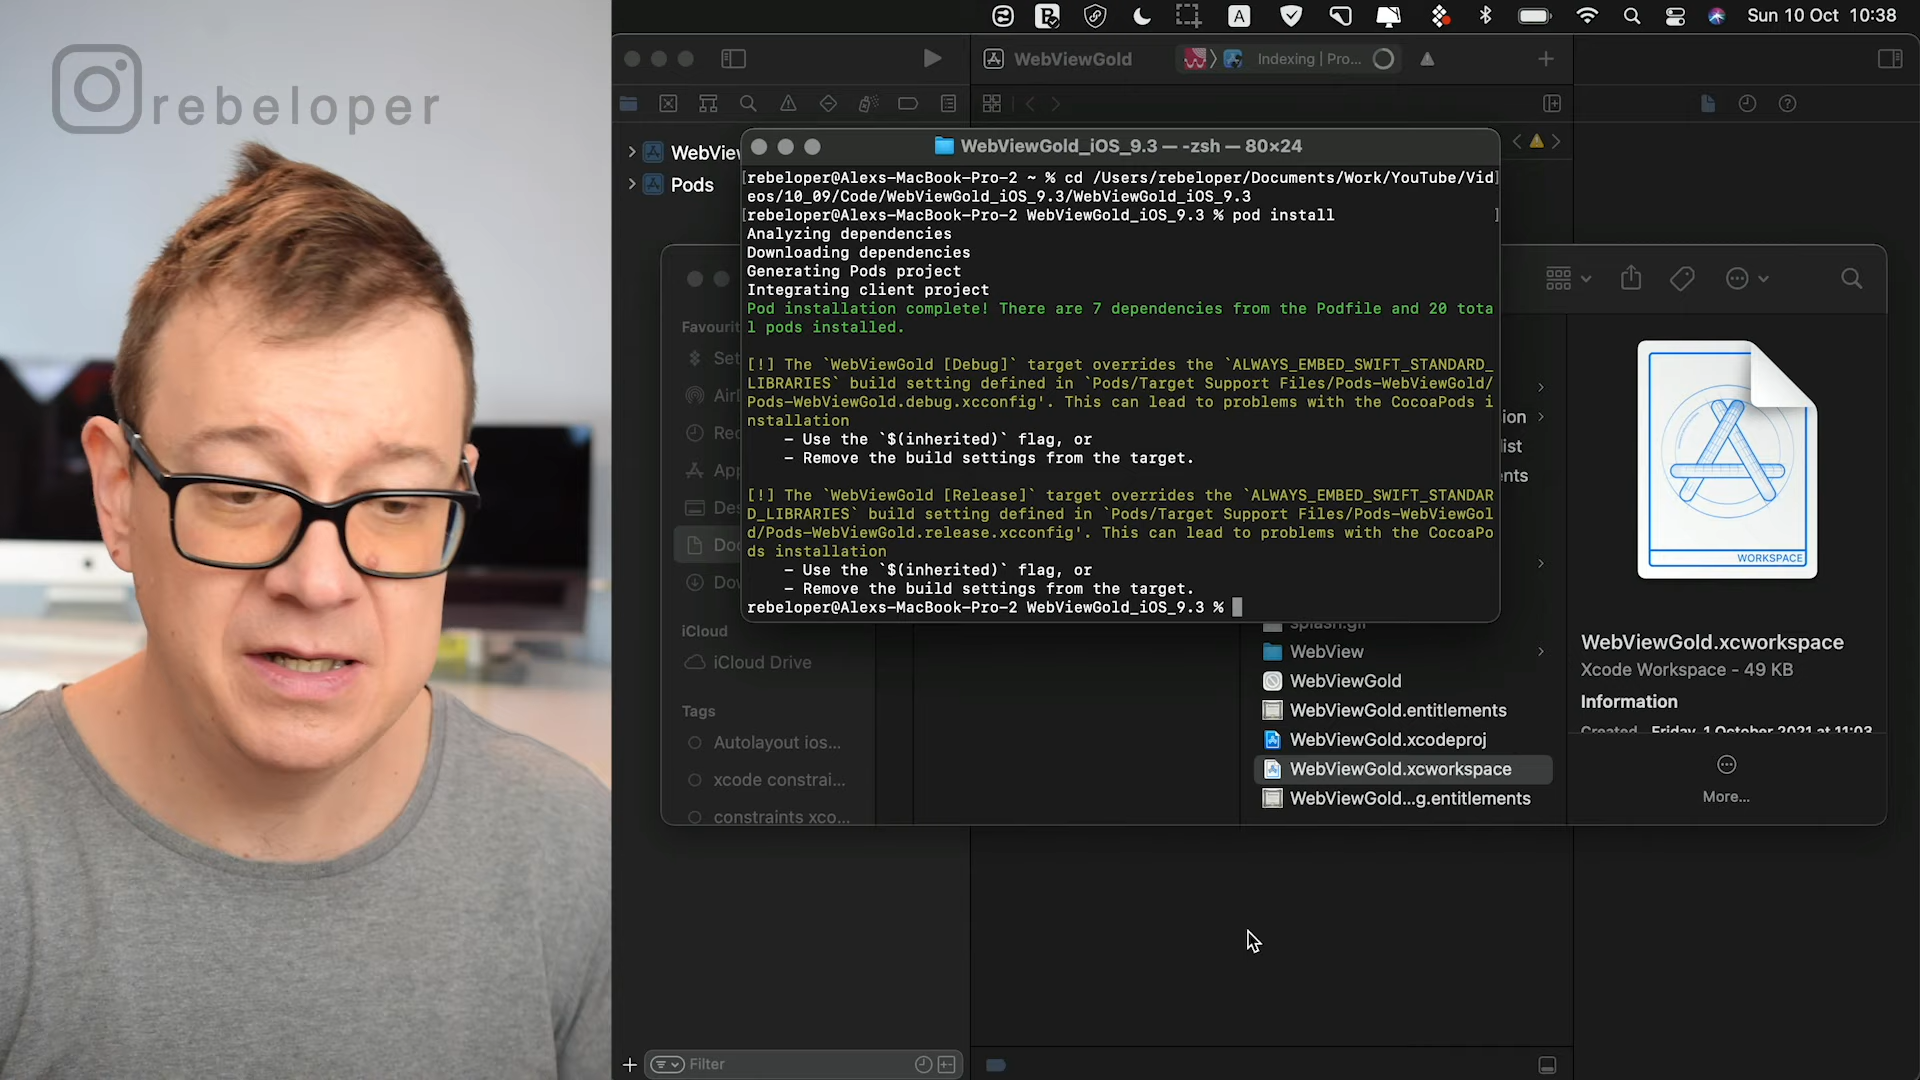 rebeloper
Sun 10 Oct 10:38
WebViewGold
Indexing | Pro...
WebViewGold_iOS_9.3 — -zsh — 80×24
Pods
[rebeloper@Alexs-MacBook-Pro-2 ~ % cd /Users/rebeloper/Documents/Work/YouTube/Vid]
eos/10_09/Code/WebViewGold_iOS_9.3/WebViewGold_iOS_9.3
[rebeloper@Alexs-MacBook-Pro-2 WebViewGold_iOS_9.3 % pod install ]
Analyzing dependencies
Downloading dependencies
Generating Pods project
Integrating client project
Pod installation complete! There are 7 dependencies from the Podfile and 20 tota
l pods installed.
[!] The `WebViewGold [Debug]` target overrides the `ALWAYS_EMBED_SWIFT_STANDARD_
LIBRARIES` build setting defined in `Pods/Target Support Files/Pods-WebViewGold/
Pods-WebViewGold.debug.xcconfig'. This can lead to problems with the CocoaPods i
nstallation
- Use the `$(inherited)` flag, or
- Remove the build settings from the target.
[!] The `WebViewGold [Release]` target overrides the `ALWAYS_EMBED_SWIFT_STANDAR
D_LIBRARIES` build setting defined in `Pods/Target Support Files/Pods-WebViewGol
d/Pods-WebViewGold.release.xcconfig'. This can lead to problems with the CocoaPo
ds installation
- Use the `$(inherited)` flag, or
- Remove the build settings from the target.
rebeloper@Alexs-MacBook-Pro-2 WebViewGold_iOS_9.3 %
iCloud
iCloud Drive
Tags
Autolayout ios...
xcode constrai...
constraints xco...
splash.gif
WebView
WebViewGold
WebViewGold.entitlements
WebViewGold.xcodeproj
WebViewGold.xcworkspace
WebViewGold...g.entitlements
WORKSPACE
WebViewGold.xcworkspace
Xcode Workspace - 49 KB
Information
Created Friday, 1 October 2021 at 11:03
More...
Filter